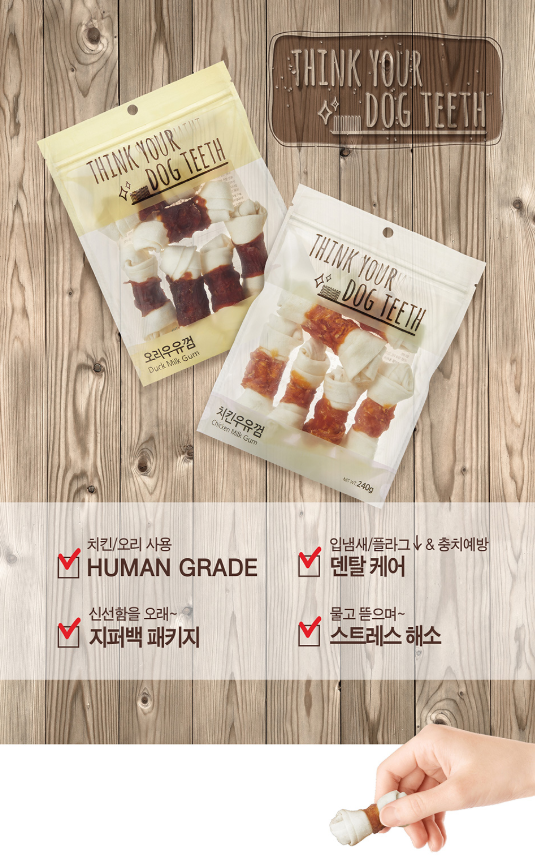 THINK YOUR
DOG TEETH
THINK YOUR
DOG TEETH
오리우유껌
Duck Milk Gum
THINK YOUR
DOG TEETH
치킨우유껌
Chicken Milk Gum
NET WT. 240g
치킨/오리 사용
HUMAN GRADE
입냄새/플라그↓ & 충치예방
덴탈 케어
신선함을 오래~
지퍼백 패키지
물고 뜯으며~
스트레스 해소